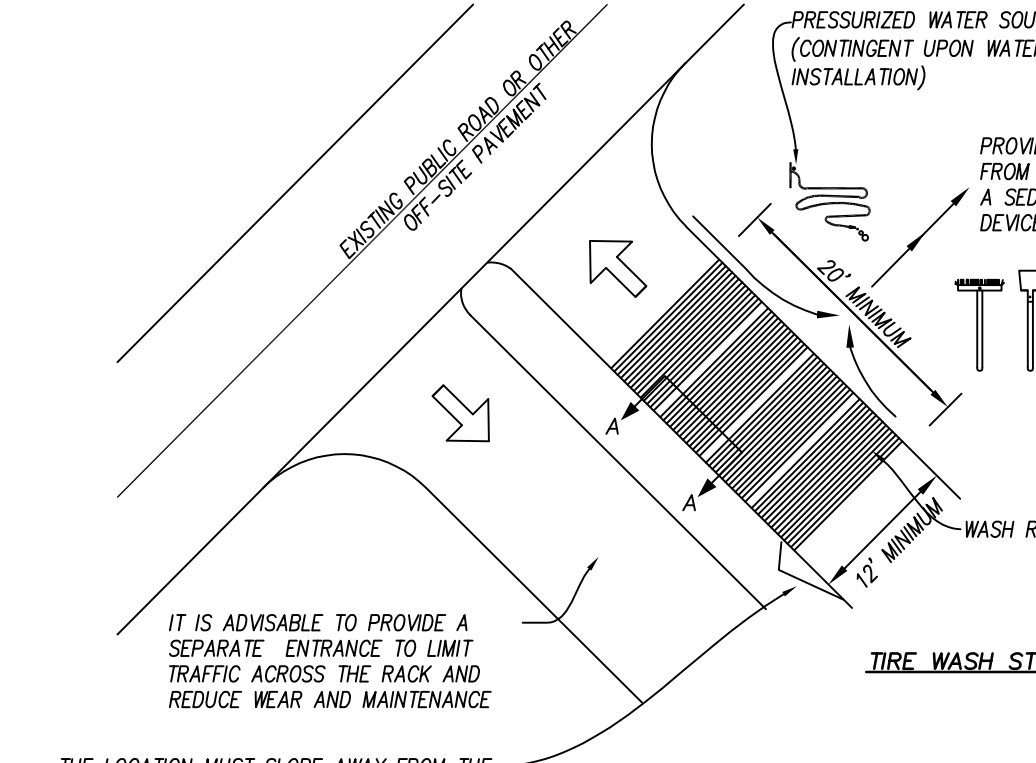 PRESSURIZED WATER SOU
(CONTINGENT UPON WATER
INSTALLATION)
EXISTING PUBLIC ROAD OR OTHER
OFF-SITE PAVEMENT
PROVI
FROM
A SED
DEVICE
20' MINIMUM
A
A
12' MINIMUM
WASH R
IT IS ADVISABLE TO PROVIDE A
SEPARATE ENTRANCE TO LIMIT
TRAFFIC ACROSS THE RACK AND
REDUCE WEAR AND MAINTENANCE
TIRE WASH ST
THE LOCATION MUST SLOPE AWAY FROM THE